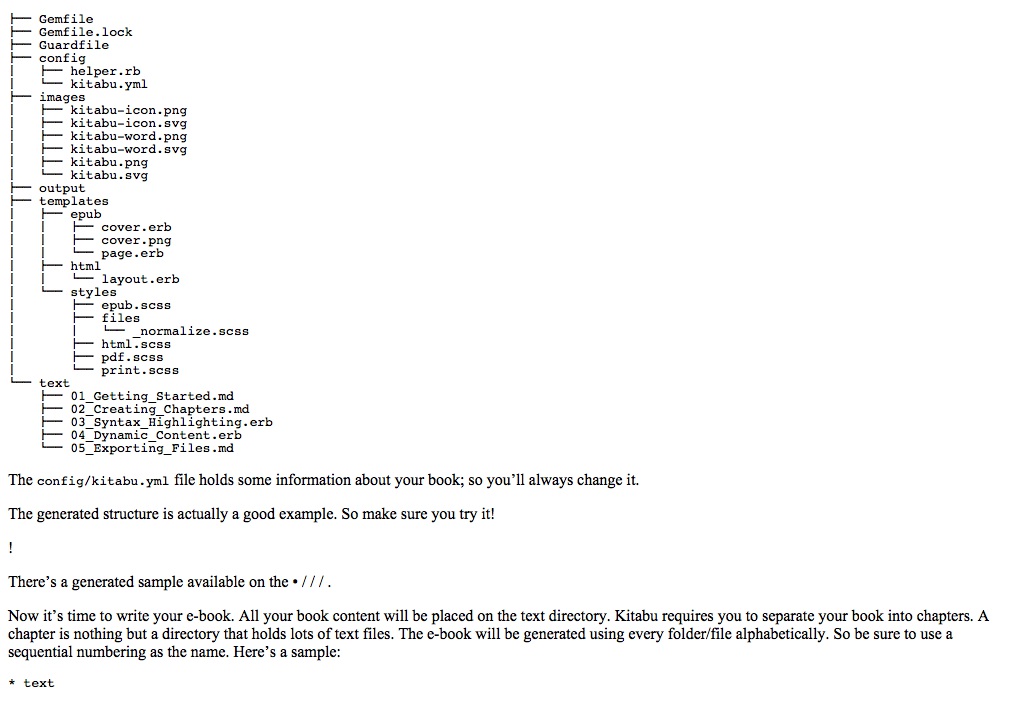 ├── Gemfile
├── Gemfile.lock
├── Guardfile
├── config
│   ├── helper.rb
│   └── kitabu.yml
├── images
│   ├── kitabu-icon.png
│   ├── kitabu-icon.svg
│   ├── kitabu-word.png
│   ├── kitabu-word.svg
│   ├── kitabu.png
│   └── kitabu.svg
├── output
├── templates
│   ├── epub
│   │   ├── cover.erb
│   │   ├── cover.png
│   │   └── page.erb
│   ├── html
│   │   └── layout.erb
│   └── styles
│       ├── epub.scss
│       ├── files
│       │   └── _normalize.scss
│       ├── html.scss
│       ├── pdf.scss
│       └── print.scss
└── text
    ├── 01_Getting_Started.md
    ├── 02_Creating_Chapters.md
    ├── 03_Syntax_Highlighting.erb
    ├── 04_Dynamic_Content.erb
    └── 05_Exporting_Files.md
The config/kitabu.yml file holds some information about your book; so you’ll always change it.
The generated structure is actually a good example. So make sure you try it!
!
There’s a generated sample available on the • / / / .
Now it’s time to write your e-book. All your book content will be placed on the text directory. Kitabu requires you to separate your book into chapters. A
chapter is nothing but a directory that holds lots of text files. The e-book will be generated using every folder/file alphabetically. So be sure to use a
sequential numbering as the name. Here’s a sample:
* text